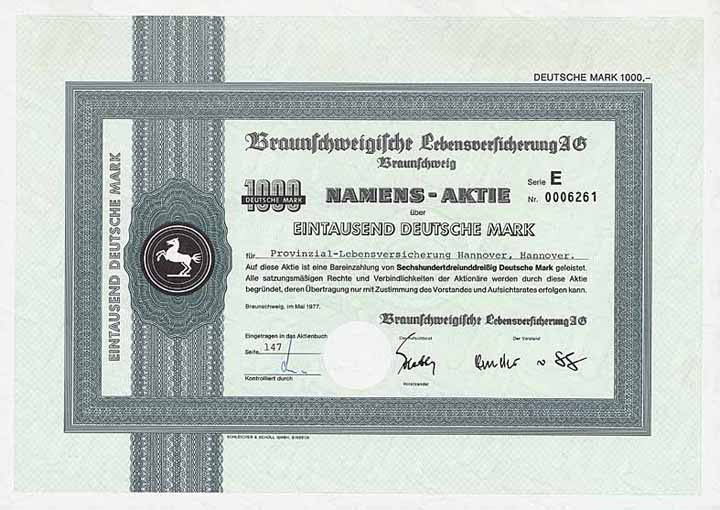 DEUTSCHE MARK 1000,–
EINTAUSEND DEUTSCHE MARK
Braunschweigische Lebensversicherung AG
Braunschweig
1000
DEUTSCHE MARK
NAMENS-AKTIE
Serie E
Nr. 0006261
über
EINTAUSEND DEUTSCHE MARK
für Provinzial-Lebensversicherung Hannover, Hannover.
Auf diese Aktie ist eine Bareinzahlung von Sechshundertdreiunddreißig Deutsche Mark geleistet.
Alle satzungsmäßigen Rechte und Verbindlichkeiten der Aktionäre werden durch diese Aktie
begründet, deren Übertragung nur mit Zustimmung des Vorstandes und Aufsichtsrates erfolgen kann.
Braunschweig, im Mai 1977.
Braunschweigische Lebensversicherung AG
Eingetragen in das Aktienbuch
Der Aufsichtsrat
Der Vorstand
Seite 147
Kontrolliert durch
Vorsitzender
SCHLEICHER & SCHÜLL GMBH, EINBECK